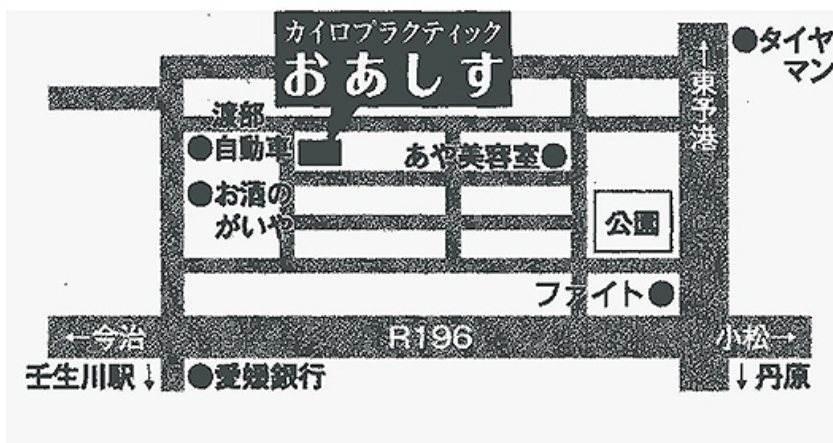 カイロプラクティック
おあしす
●タイヤ
マン
↑東予港
渡部
●自動車
あや美容室●
●お酒の
がいや
公園
ファイト●
←今治
R196
小松→
壬生川駅↓
●愛媛銀行
↓丹原